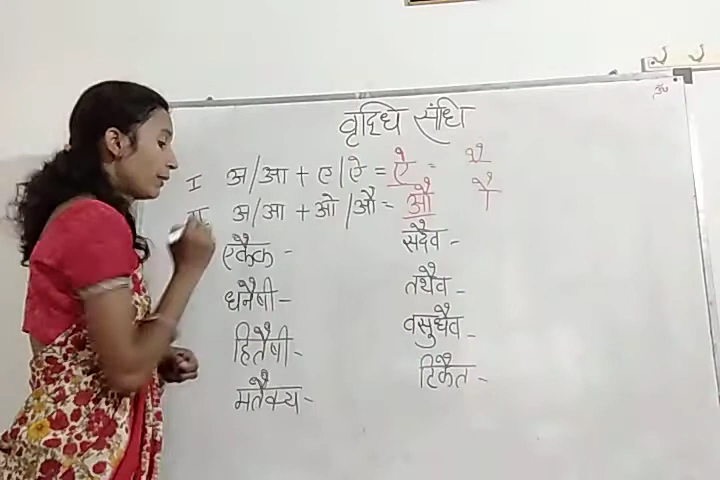 वृद्धि संधि
I अ/आ + ए/ऐ = ऐ = ै
II अ/आ + ओ/औ = औ ौ
एकैक - सदैव -
धनैषी - तथैव -
हितैषी - वसुधैव -
मतैक्य - टिकैत -